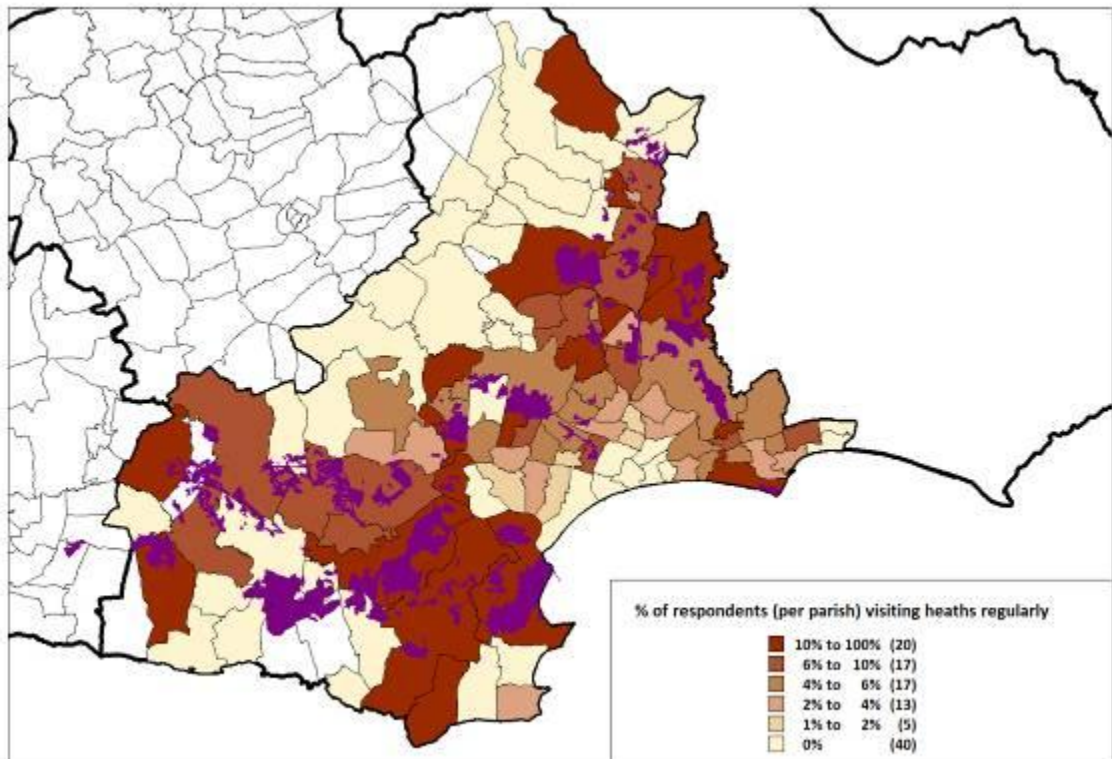 % of respondents (per parish) visiting heaths regularly
10% to 100% (20)
6% to 10% (17)
4% to 6% (17)
2% to 4% (13)
1% to 2% (5)
0% (40)